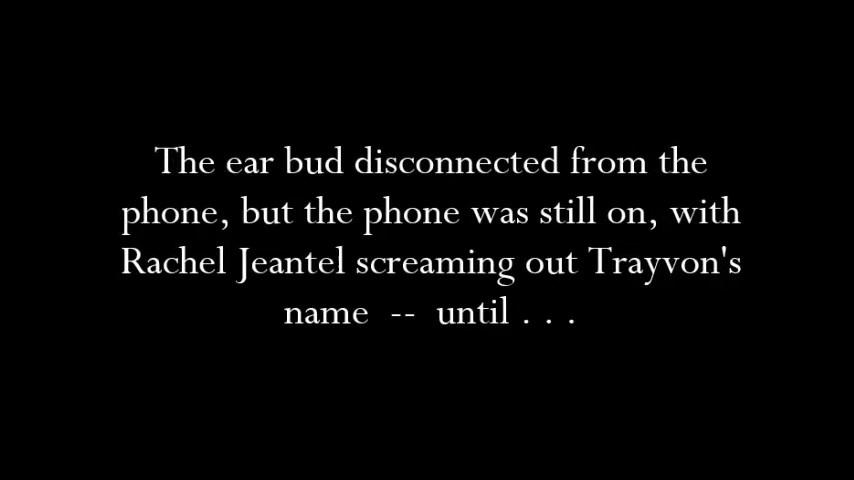 The ear bud disconnected from the
phone, but the phone was still on, with
Rachel Jeantel screaming out Trayvon's
name -- until . . .